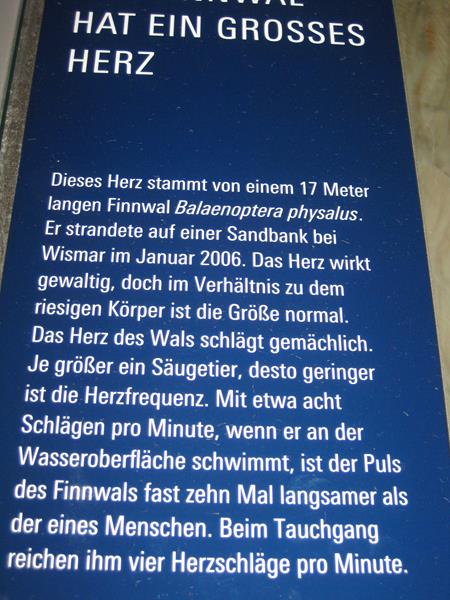 HAT EIN GROSSES
HERZ
Dieses Herz stammt von einem 17 Meter
langen Finnwal Balaenoptera physalus.
Er strandete auf einer Sandbank bei
Wismar im Januar 2006. Das Herz wirkt
gewaltig, doch im Verhältnis zu dem
riesigen Körper ist die Größe normal.
Das Herz des Wals schlägt gemächlich.
Je größer ein Säugetier, desto geringer
ist die Herzfrequenz. Mit etwa acht
Schlägen pro Minute, wenn er an der
Wasseroberfläche schwimmt, ist der Puls
des Finnwals fast zehn Mal langsamer als
der eines Menschen. Beim Tauchgang
reichen ihm vier Herzschläge pro Minute.